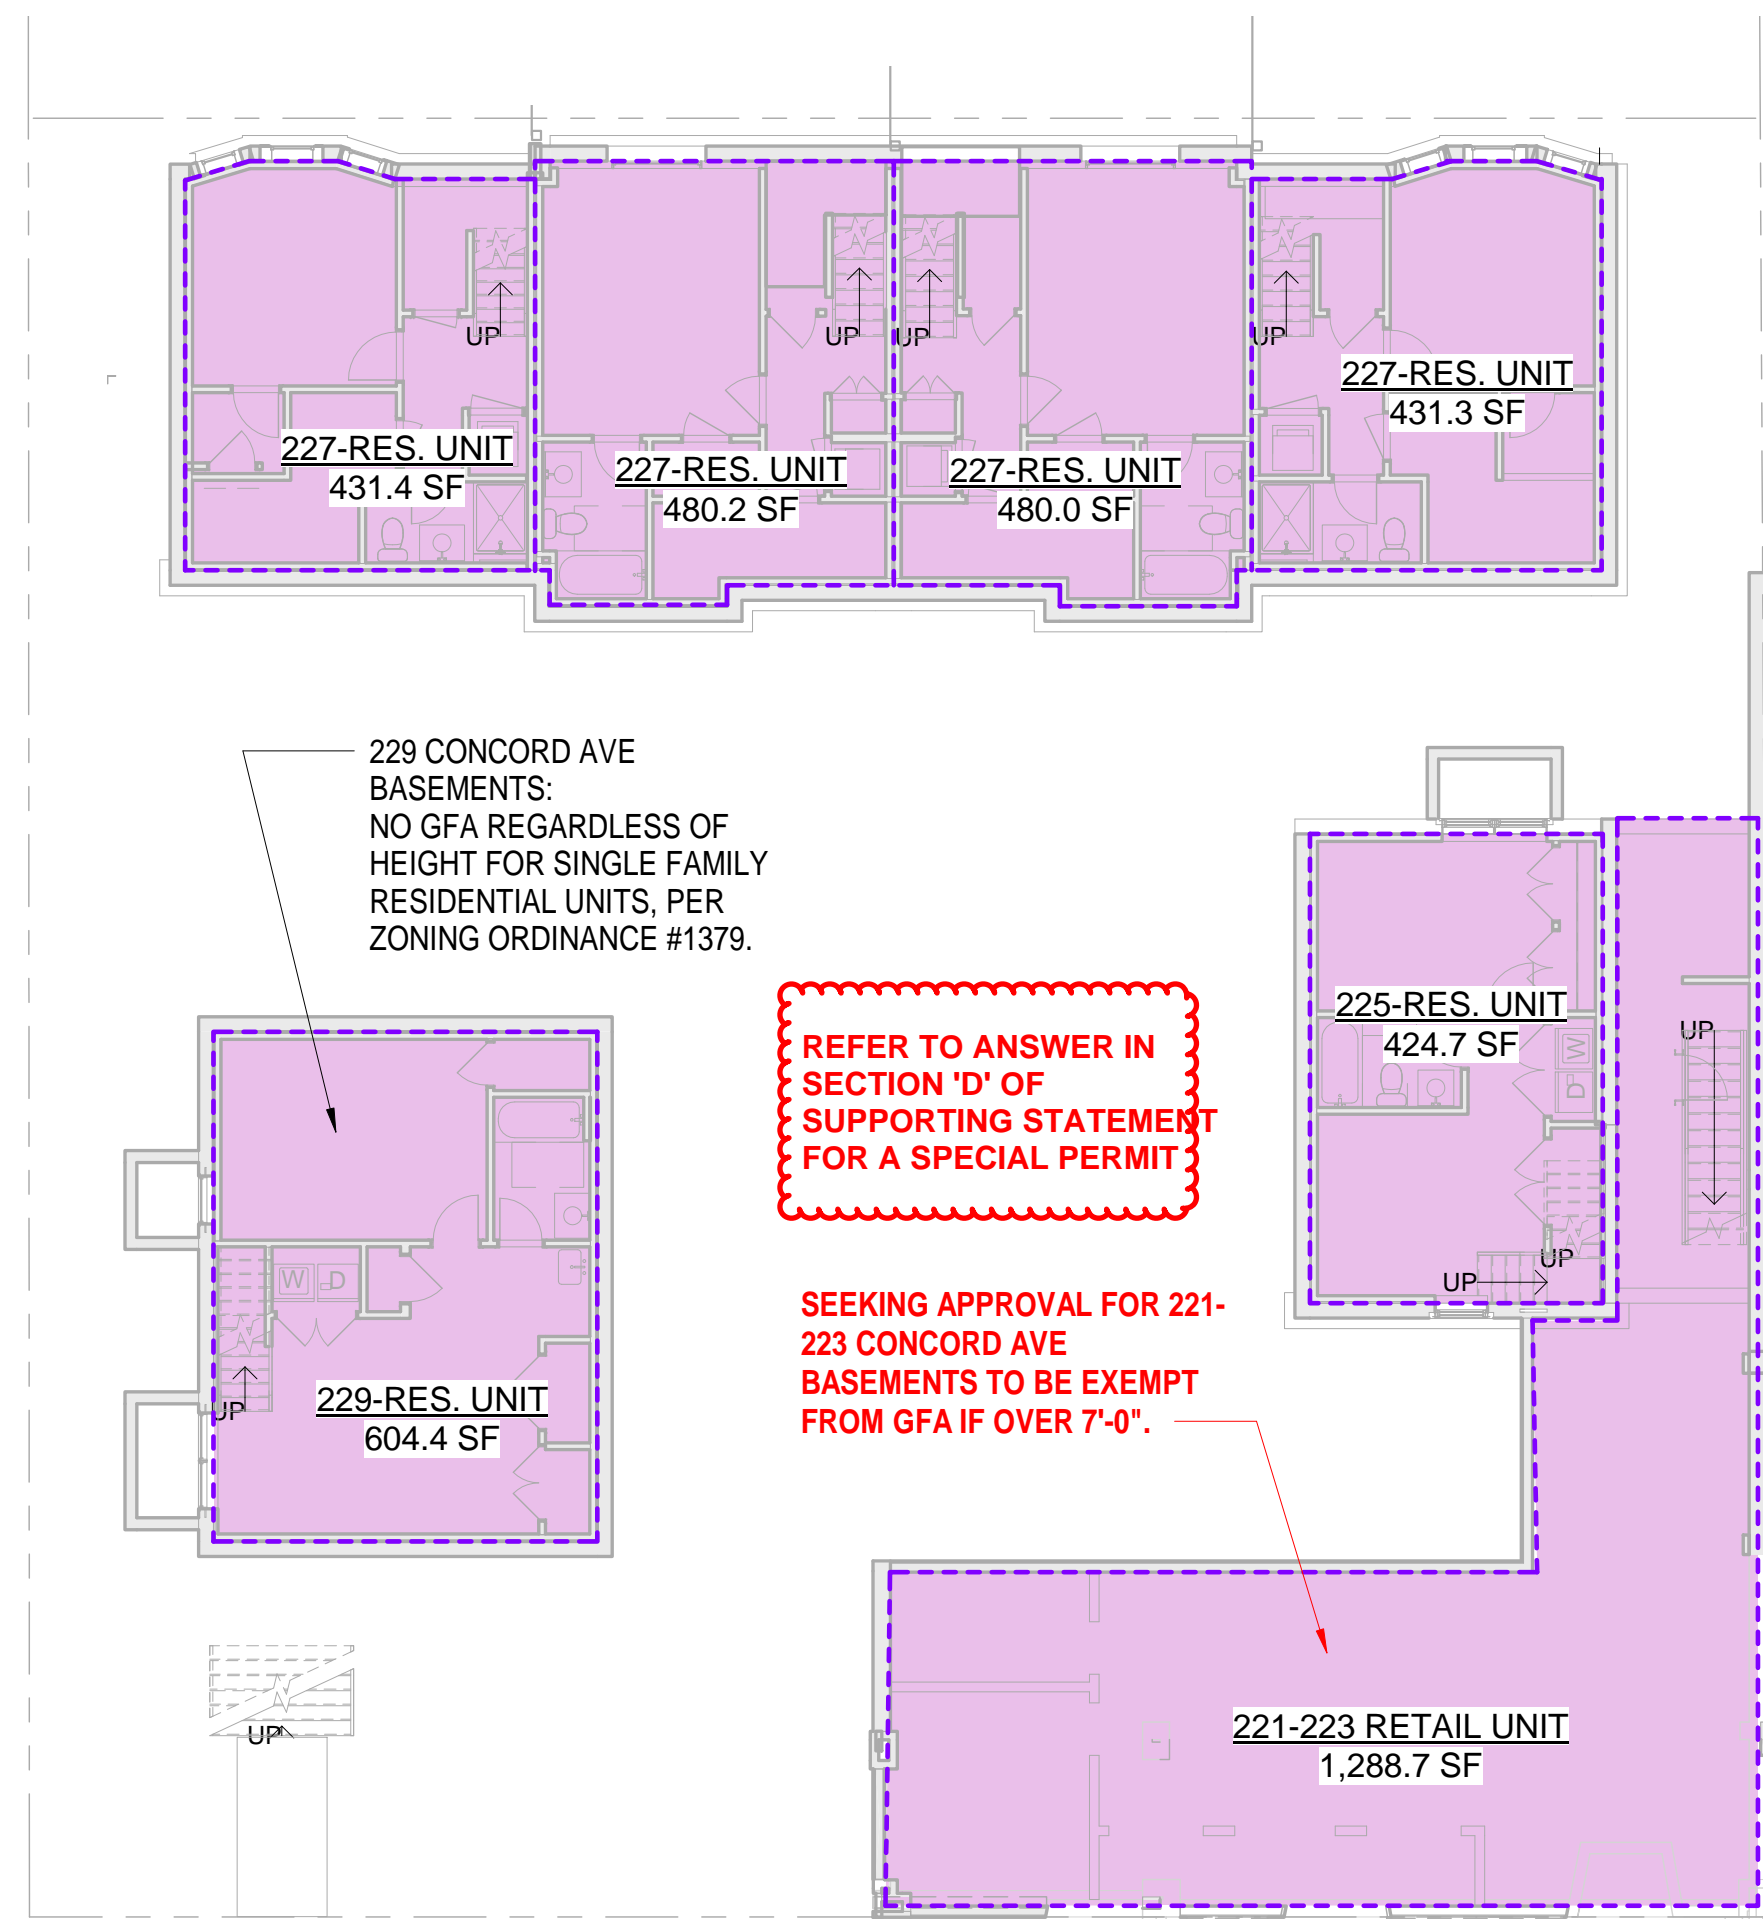 UP
UP
UP
UP
227-RES. UNIT
431.3 SF
227-RES. UNIT
431.4 SF
227-RES. UNIT
480.2 SF
227-RES. UNIT
480.0 SF
229 CONCORD AVE
BASEMENTS:
NO GFA REGARDLESS OF
HEIGHT FOR SINGLE FAMILY
RESIDENTIAL UNITS, PER
ZONING ORDINANCE #1379.
REFER TO ANSWER IN
SECTION 'D' OF
SUPPORTING STATEMENT
FOR A SPECIAL PERMIT
225-RES. UNIT
424.7 SF
W
D
UP
UP
UP
W
D
UP
229-RES. UNIT
604.4 SF
SEEKING APPROVAL FOR 221-
223 CONCORD AVE
BASEMENTS TO BE EXEMPT
FROM GFA IF OVER 7'-0".
UP
221-223 RETAIL UNIT
1,288.7 SF